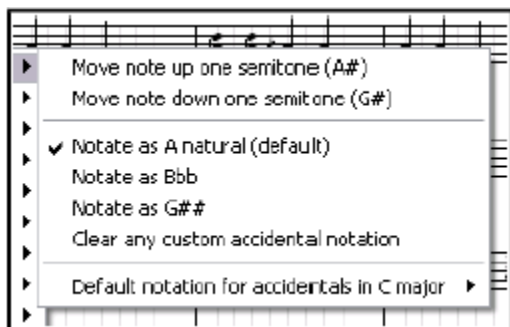 Move note up one semitone (A#)
Move note down one semitone (G#)
Notate as A natural (default)
Notate as Bbb
Notate as G##
Clear any custom accidental notation
Default notation for accidentals in C major